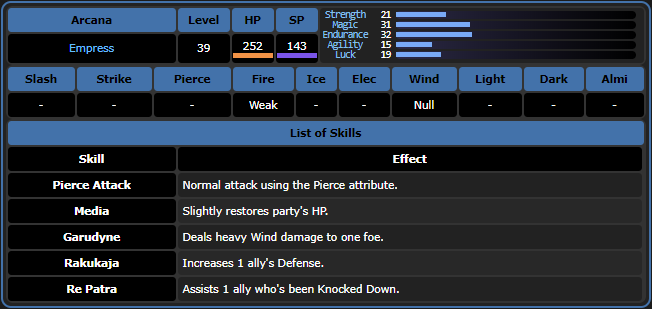 Arcana Level HP SP
Empress 39 252 143
Strength 21
Magic 31
Endurance 32
Agility 15
Luck 19
Slash Strike Pierce Fire Ice Elec Wind Light Dark Almi
- - - Weak - - Null - - -
List of Skills
Skill Effect
Pierce Attack Normal attack using the Pierce attribute.
Media Slightly restores party's HP.
Garudyne Deals heavy Wind damage to one foe.
Rakukaja Increases 1 ally's Defense.
Re Patra Assists 1 ally who's been Knocked Down.